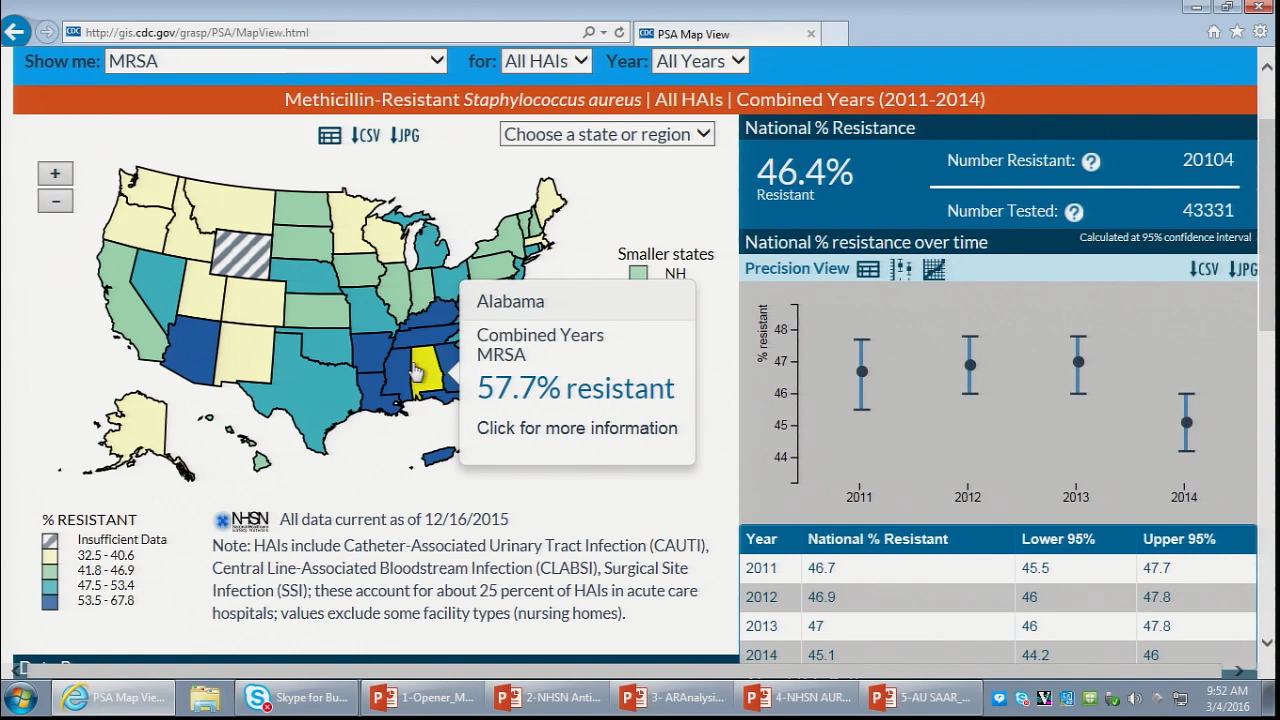 http://gis.cdc.gov/grasp/PSA/MapView.html
CDC PSA Map View
Show me: MRSA for: All HAIs Year: All Years
Methicillin-Resistant Staphylococcus aureus | All HAIs | Combined Years (2011-2014)
CSV JPG
Choose a state or region
+
−
Smaller states
NH
Alabama
Combined Years
MRSA
57.7% resistant
Click for more information
% RESISTANT
Insufficient Data
32.5 - 40.6
41.8 - 46.9
47.5 - 53.4
53.5 - 67.8
NHSN
All data current as of 12/16/2015
Note: HAIs include Catheter-Associated Urinary Tract Infection (CAUTI),
Central Line-Associated Bloodstream Infection (CLABSI), Surgical Site
Infection (SSI); these account for about 25 percent of HAIs in acute care
hospitals; values exclude some facility types (nursing homes).
National % Resistance
46.4%
Resistant
Number Resistant: ? 20104
Number Tested: ? 43331
National % resistance over time
Calculated at 95% confidence interval
Precision View
CSV JPG
% resistant
48
47
46
45
44
2011 2012 2013 2014
Year National % Resistant Lower 95% Upper 95%
2011 46.7 45.5 47.7
2012 46.9 46 47.8
2013 47 46 47.8
2014 45.1 44.2 46
PSA Map Vie...
Skype for Bu...
1-Opener_M...
2-NHSN Anti...
3- ARAnalysi...
4-NHSN AUR...
5-AU SAAR_...
9:52 AM
3/4/2016